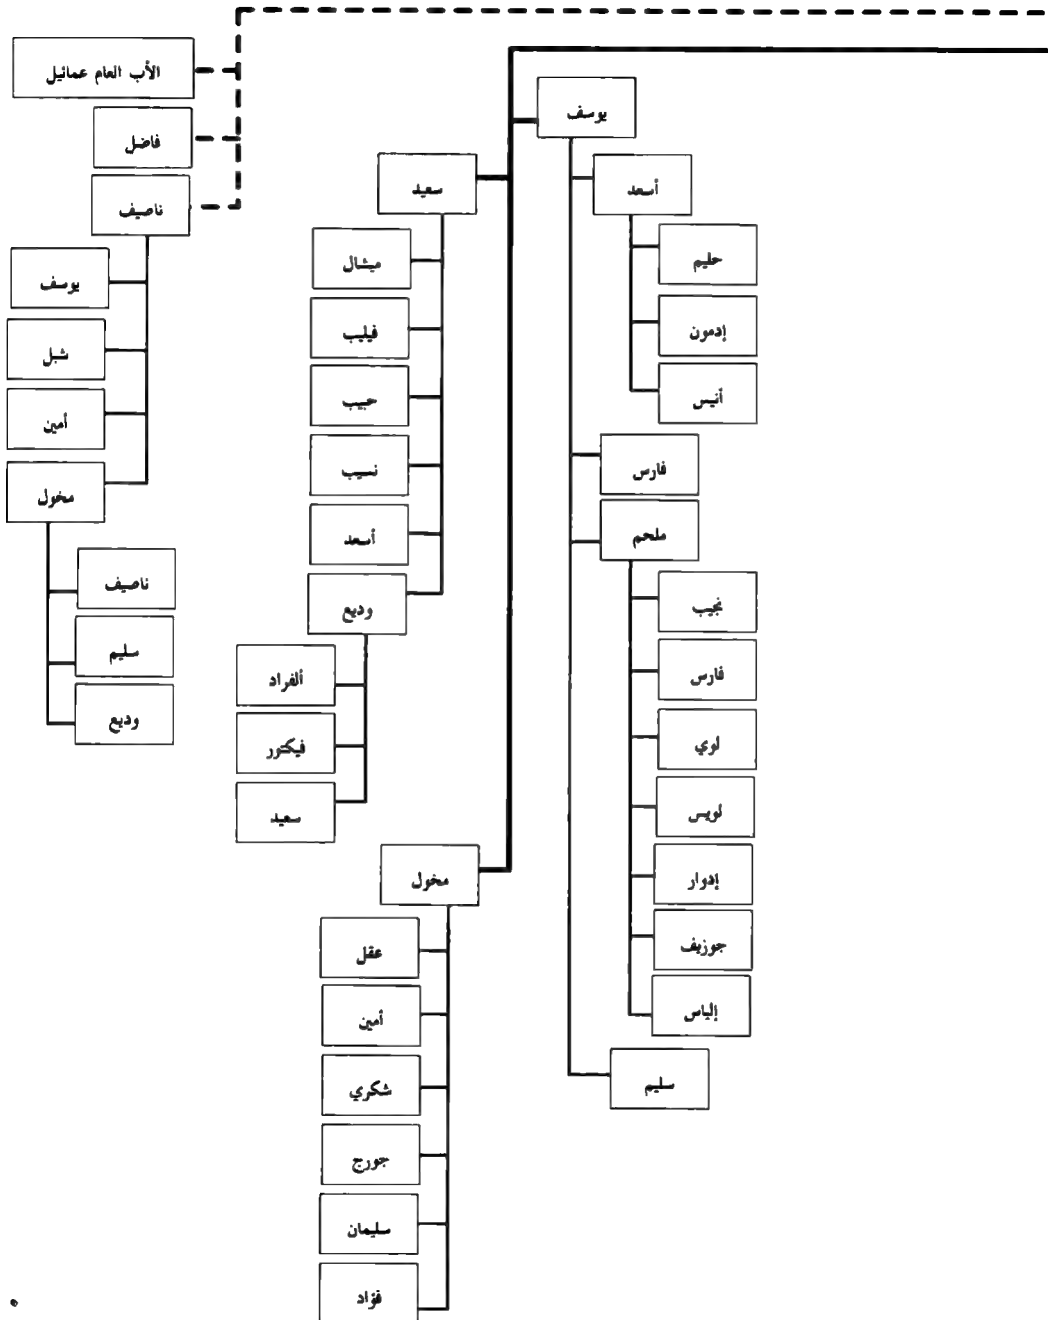 يوسف
أسعد
حليم
إدمون
أنيس
فارس
ملحم
نجيب
فارس
لوي
لويس
إدوار
جوزيف
إلياس
سليم
سعيد
ميشال
فيليب
حبيب
نسيب
أسعد
وديع
ألفراد
فيكتور
سعيد
مخول
عقل
أمين
شكري
جورج
سليمان
فؤاد
الأب العام عمائيل
فاضل
ناصيف
يوسف
شبل
أمين
مخول
ناصيف
سليم
وديع